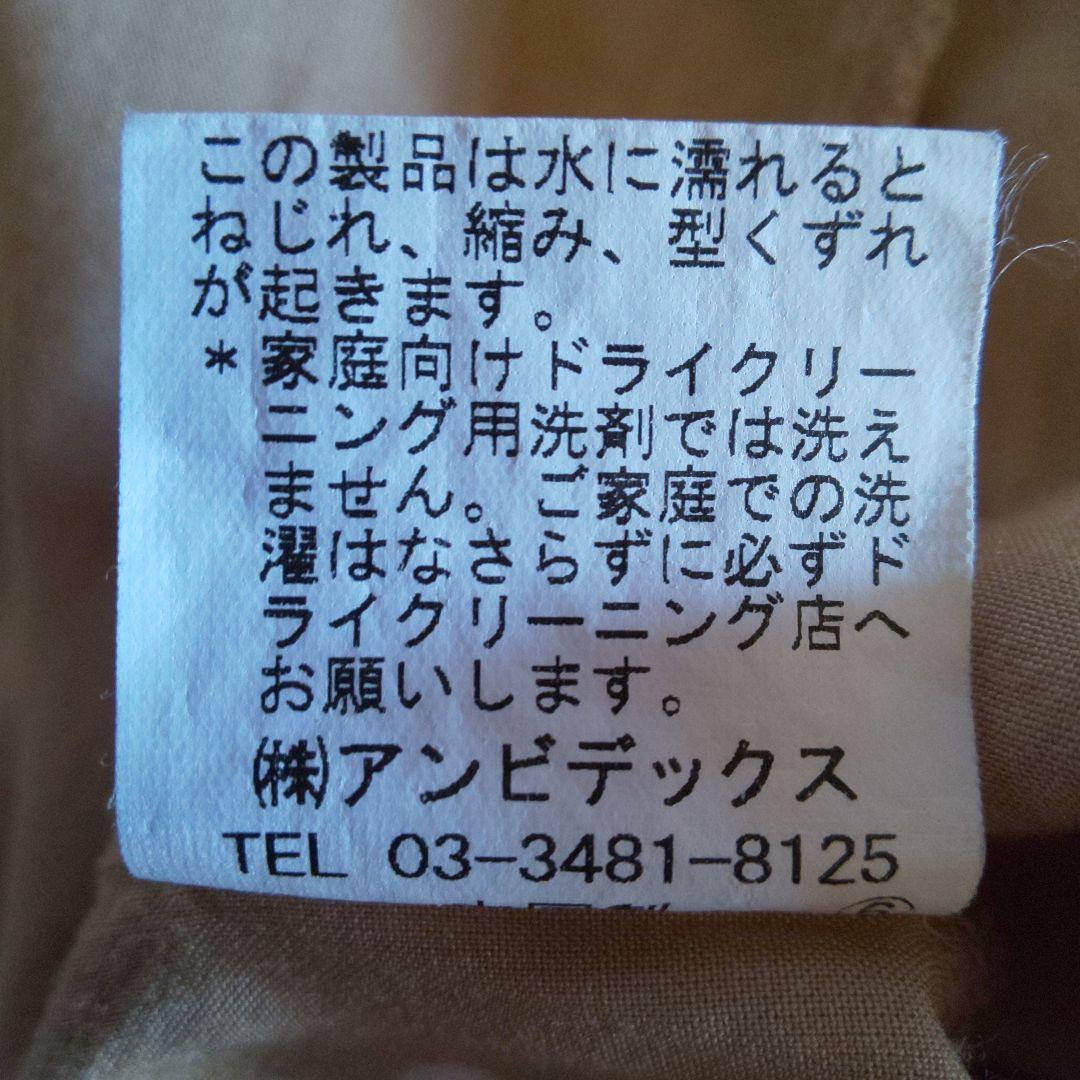 この製品は水に濡れると
ねじれ、縮み、型くずれ
が起きます。
＊家庭向けドライクリー
ニング用洗剤では洗え
ません。ご家庭での洗
濯はなさらずに必ずド
ライクリーニング店へ
お願いします。
㈱アンビデックス
TEL 03-3481-8125